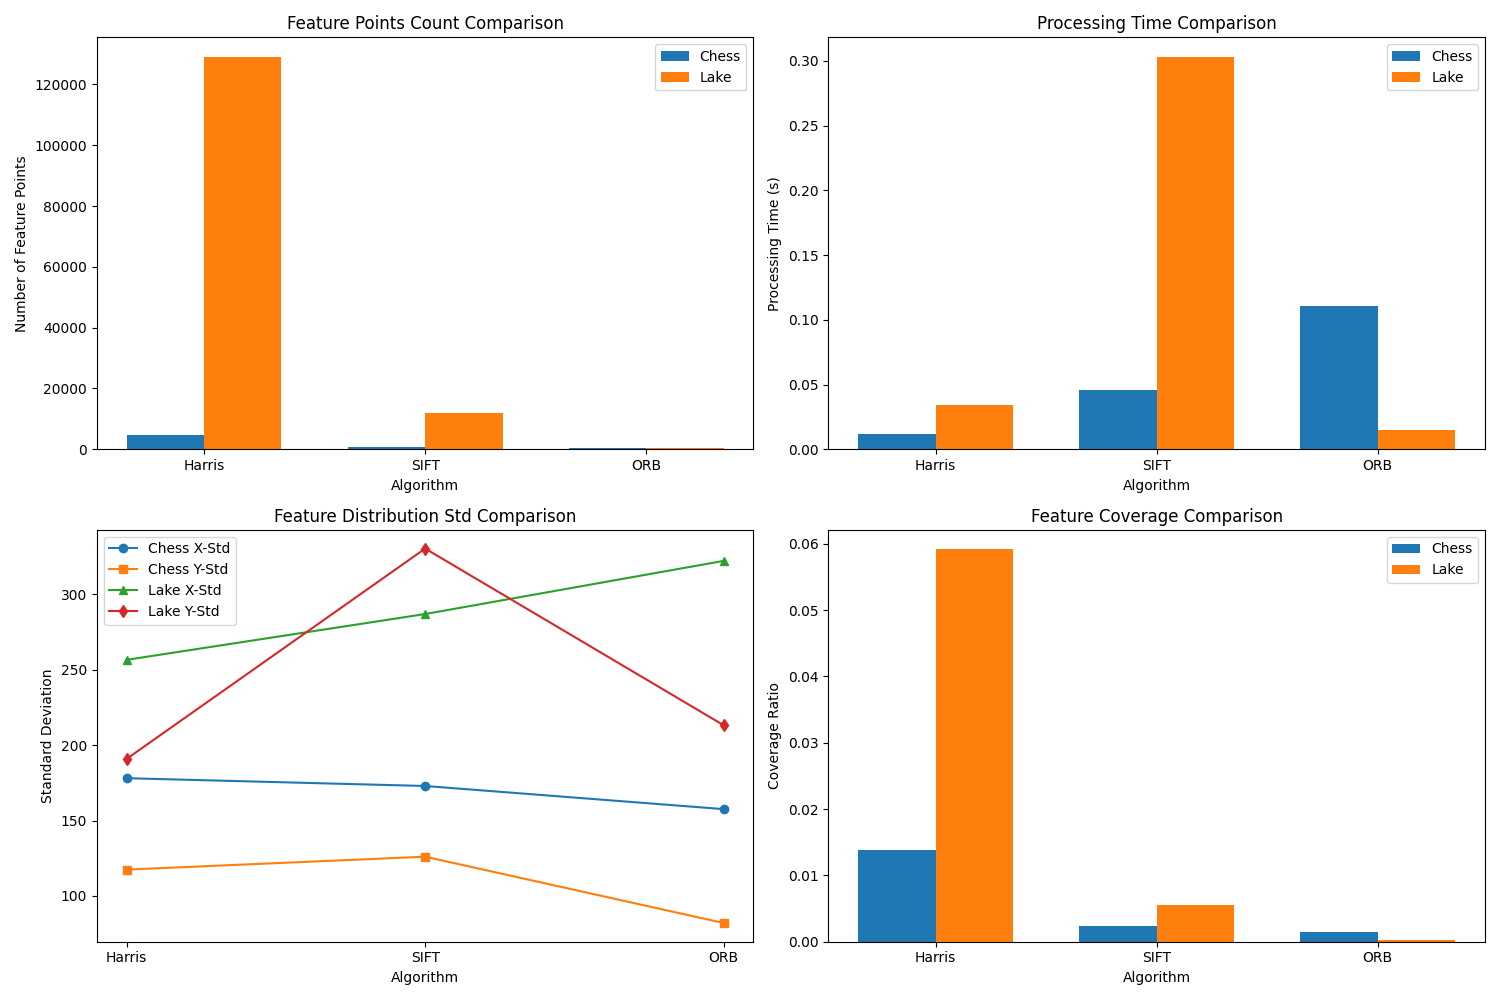 Feature Points Count Comparison
Number of Feature Points
120000
100000
80000
60000
40000
20000
0
Chess
Lake
Harris
SIFT
ORB
Algorithm
Processing Time Comparison
Processing Time (s)
0.30
0.25
0.20
0.15
0.10
0.05
0.00
Chess
Lake
Harris
SIFT
ORB
Algorithm
Feature Distribution Std Comparison
Standard Deviation
300
250
200
150
100
Chess X-Std
Chess Y-Std
Lake X-Std
Lake Y-Std
Harris
SIFT
ORB
Algorithm
Feature Coverage Comparison
Coverage Ratio
0.06
0.05
0.04
0.03
0.02
0.01
0.00
Chess
Lake
Harris
SIFT
ORB
Algorithm